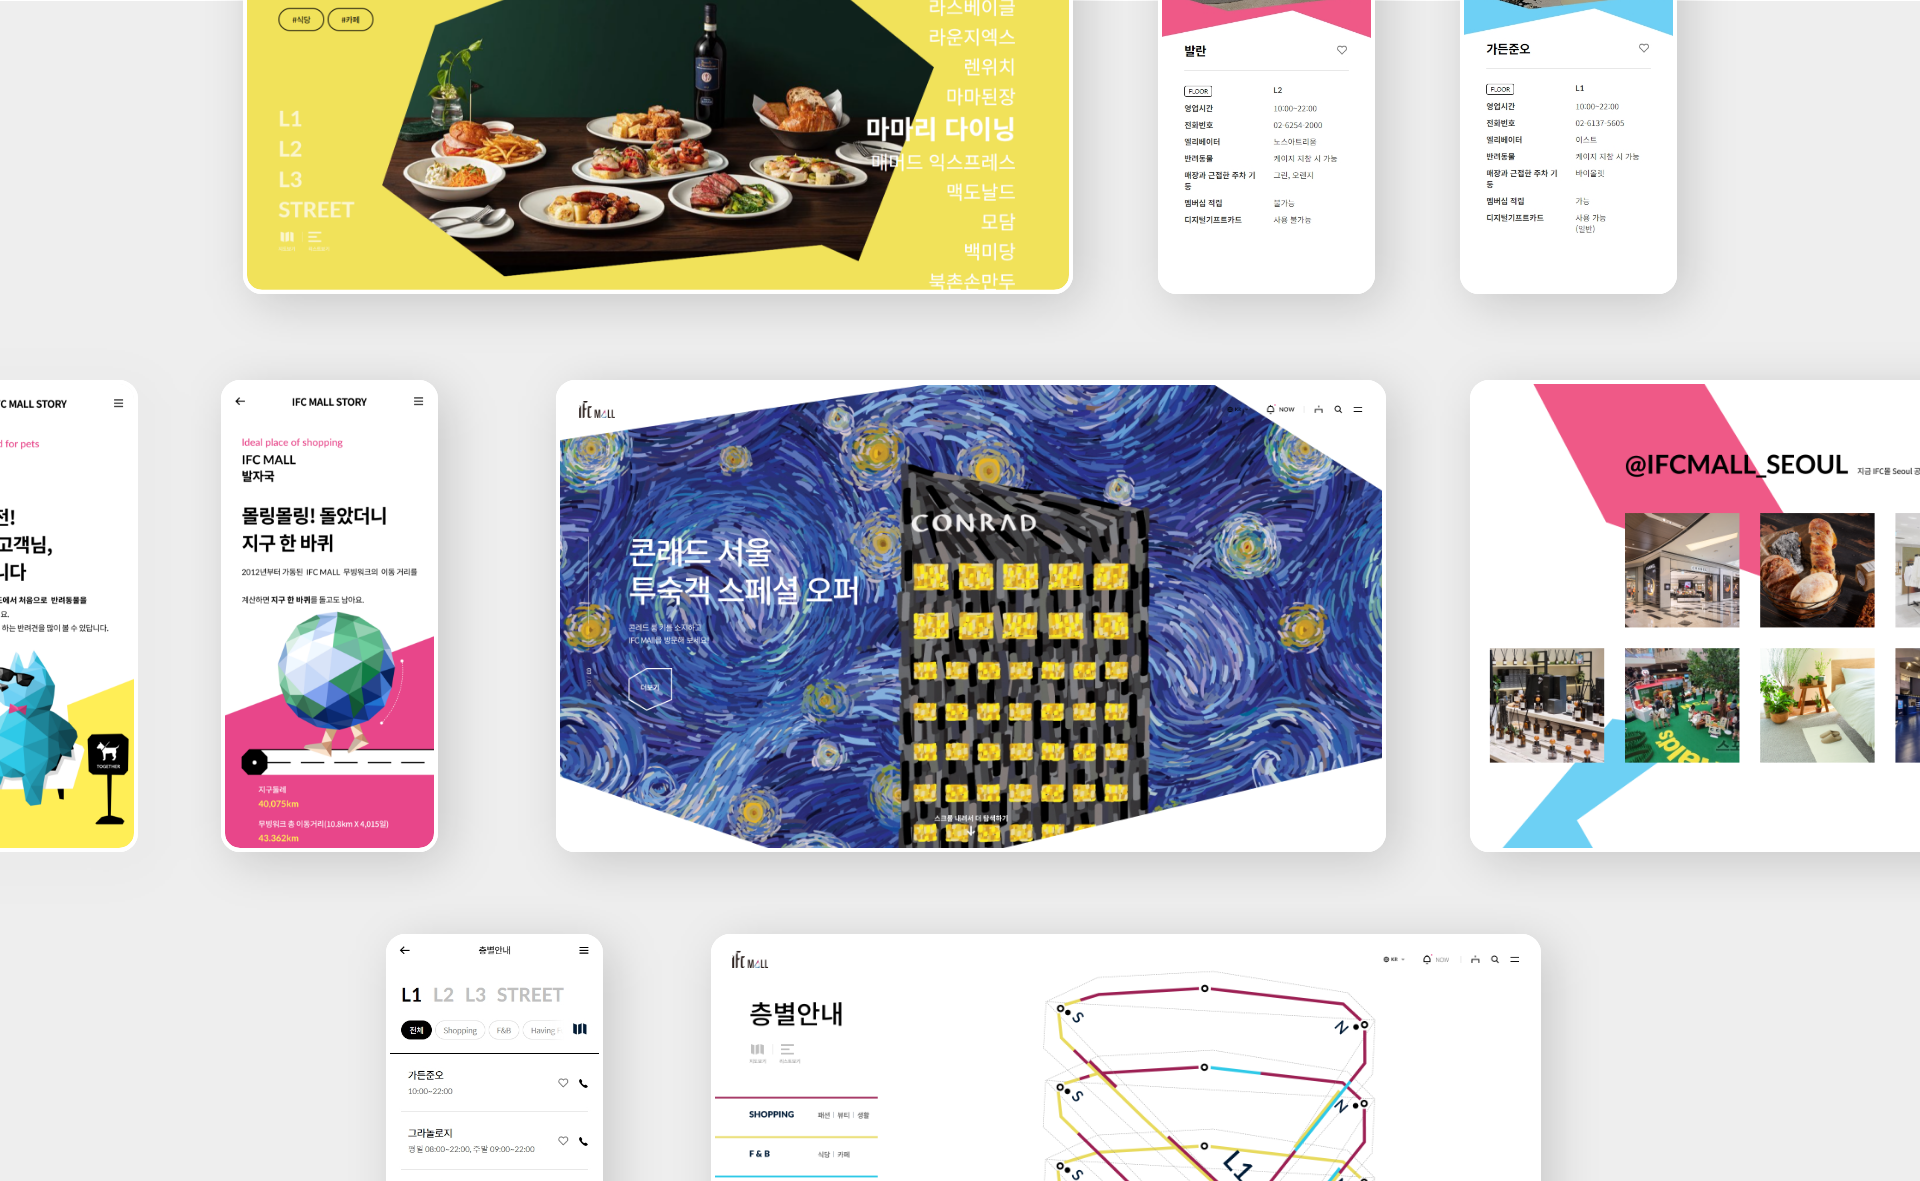 #식당 #카페
L1
L2
L3
STREET
라스베이글
라운지엑스
렌위치
마마된장
마마리 다이닝
매머드 익스프레스
맥도날드
모담
백미당
북촌손만두
발란
FLOOR L2
영업시간 10:00~22:00
전화번호 02-6254-2000
엘리베이터 노스아트리움
반려동물 케이지 지참 시 가능
매장과 근접한 주차 기둥 그린, 오렌지
멤버십 적립 불가능
디지털기프트카드 사용 불가능
가든준오
FLOOR L1
영업시간 10:00~22:00
전화번호 02-6137-5605
엘리베이터 이스트
반려동물 케이지 지참 시 가능
매장과 근접한 주차 기둥 바이올렛
멤버십 적립 가능
디지털기프트카드 사용 가능
(일반)
C MALL STORY
for pets
전!
고객님,
니다
에서 처음으로 반려동물을
요.
하는 반려견을 많이 볼 수 있답니다.
TOGETHER
IFC MALL STORY
Ideal place of shopping
IFC MALL
발자국
몰링몰링! 돌았더니
지구 한 바퀴
2012년부터 가동된 IFC MALL 무빙워크의 이동 거리를
계산하면 지구 한 바퀴를 돌고도 남아요.
지구둘레
40,075km
무빙워크 총 이동거리(10.8km X 4,015일)
43.362km
IFC MALL
NOW
CONRAD
콘래드 서울
투숙객 스페셜 오퍼
콘래드 룸 키를 소지하고
IFC Mall을 방문해 보세요!
더보기
스크롤 내려서 더 탐색하기
@IFCMALL_SEOUL 지금 IFC몰 Seoul 공
층별안내
L1 L2 L3 STREET
전체 Shopping F&B Having
가든준오
10:00~22:00
그라놀로지
평일 08:00~22:00, 주말 09:00~22:00
IFC MALL
KR NOW
층별안내
SHOPPING 패션 | 뷰티 | 생활
F & B 식당 | 카페
S
N
S
N
L1
S